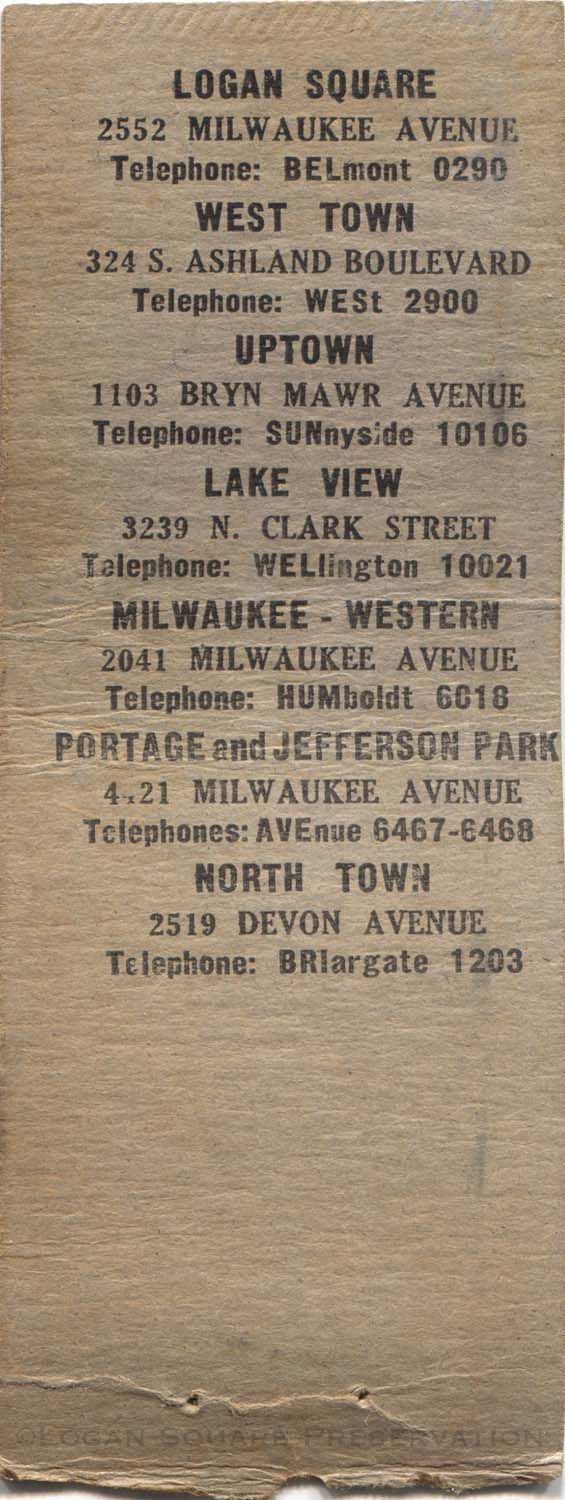 LOGAN SQUARE
2552 MILWAUKEE AVENUE
Telephone: BELmont 0290
WEST TOWN
324 S. ASHLAND BOULEVARD
Telephone: WESt 2900
UPTOWN
1103 BRYN MAWR AVENUE
Telephone: SUNnyside 10106
LAKE VIEW
3239 N. CLARK STREET
Telephone: WELlington 10021
MILWAUKEE - WESTERN
2041 MILWAUKEE AVENUE
Telephone: HUMboldt 6018
PORTAGE and JEFFERSON PARK
MILWAUKEE AVENUE
Telephones: AVEnue 6467-6468
NORTH TOWN
2519 DEVON AVENUE
Telephone: BRIargate 1203
©LOGAN SQUARE PRESERVATION